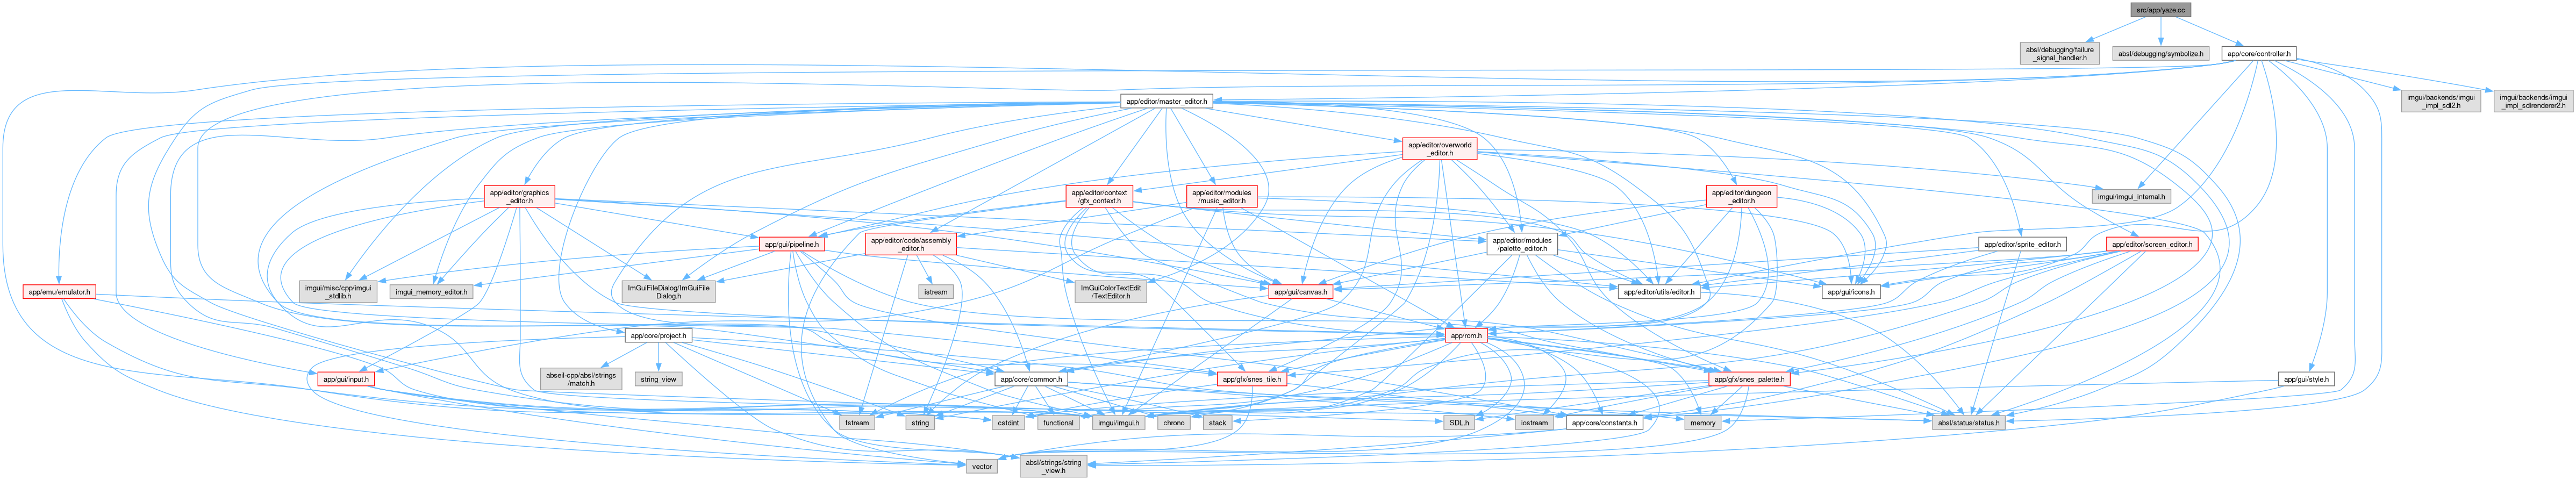 src/app/yaze.cc
absl/debugging/failure
_signal_handler.h
absl/debugging/symbolize.h
app/core/controller.h
app/editor/master_editor.h
imgui/backends/imgui
_impl_sdl2.h
imgui/backends/imgui
_impl_sdlrenderer2.h
app/editor/overworld
_editor.h
app/editor/graphics
_editor.h
app/editor/context
/gfx_context.h
app/editor/modules
/music_editor.h
app/editor/dungeon
_editor.h
imgui/imgui_internal.h
app/gui/pipeline.h
app/editor/code/assembly
_editor.h
app/editor/modules
/palette_editor.h
app/editor/sprite_editor.h
app/editor/screen_editor.h
app/emu/emulator.h
imgui/misc/cpp/imgui
_stdlib.h
imgui_memory_editor.h
ImGuiFileDialog/ImGuiFile
Dialog.h
istream
ImGuiColorTextEdit
/TextEditor.h
app/gui/canvas.h
app/editor/utils/editor.h
app/gui/icons.h
app/core/project.h
app/rom.h
app/gui/input.h
abseil-cpp/absl/strings
/match.h
string_view
app/core/common.h
app/gfx/snes_tile.h
app/gfx/snes_palette.h
app/gui/style.h
fstream
string
cstdint
functional
imgui/imgui.h
chrono
stack
SDL.h
iostream
app/core/constants.h
memory
absl/status/status.h
vector
absl/strings/string
_view.h